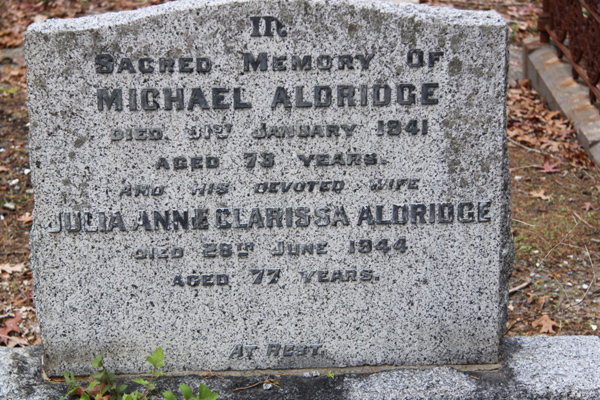 IN
SACRED MEMORY OF
MICHAEL ALDRIDGE
DIED 31ST JANUARY 1941
AGED 73 YEARS.
AND HIS DEVOTED WIFE
JULIA ANNE CLARISSA ALDRIDGE
DIED 26TH JUNE 1944
AGED 77 YEARS.
AT REST.